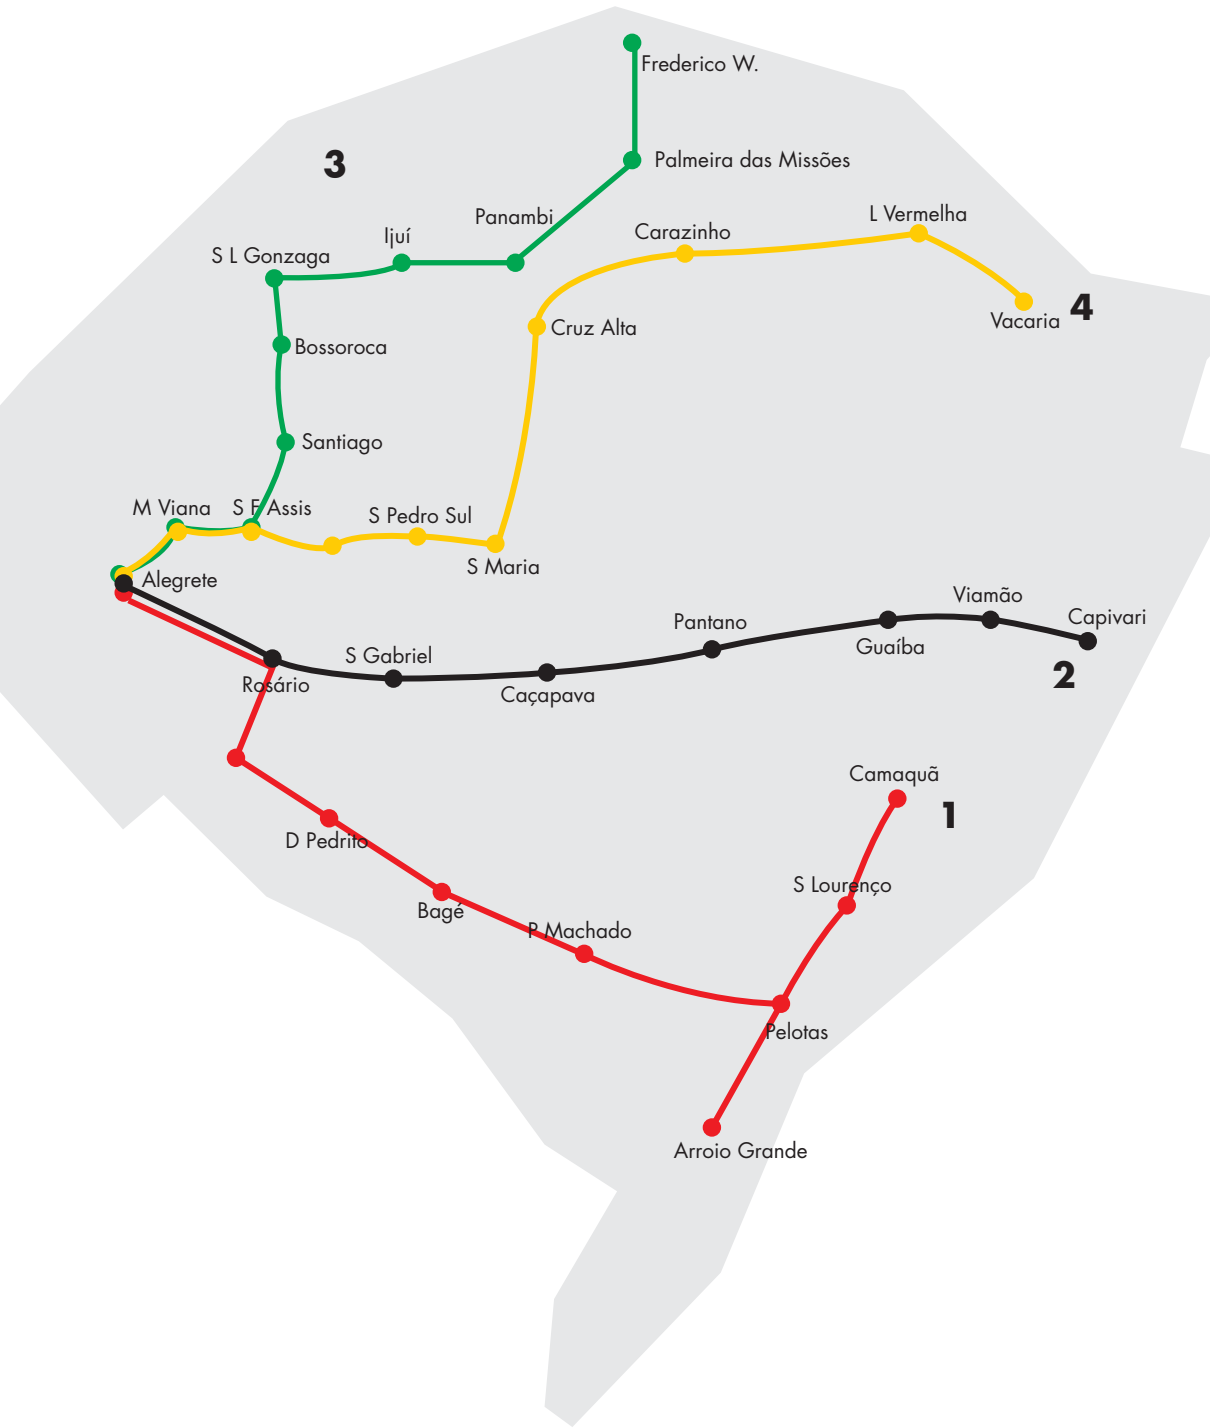 Frederico W.
3
Palmeira das Missões
Panambi
L Vermelha
Carazinho
Ijuí
S L Gonzaga
4
Vacaria
Cruz Alta
Bossoroca
Santiago
M Viana
S F Assis
S Pedro Sul
S Maria
Alegrete
Viamão
Capivari
Pantano
Guaíba
S Gabriel
2
Rosário
Caçapava
Camaquã
1
D Pedrito
S Lourenço
Bagé
P Machado
Pelotas
Arroio Grande